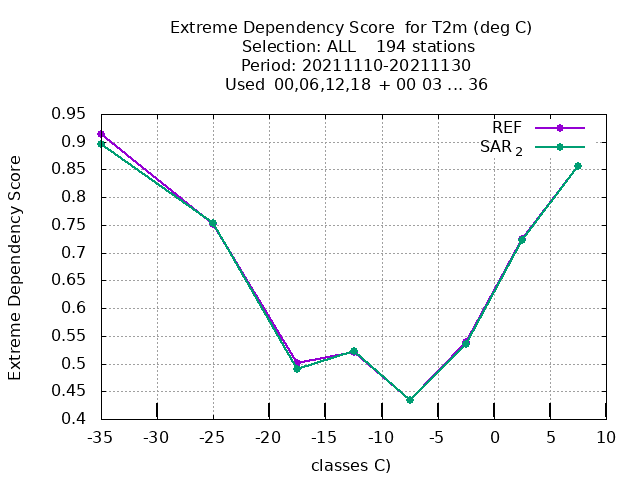 Extreme Dependency Score  for T2m (deg C)
Selection: ALL    194 stations
Period: 20211110-20211130
Used  00,06,12,18  + 00 03 ... 36
REF
SAR 2
Extreme Dependency Score
0.95
0.9
0.85
0.8
0.75
0.7
0.65
0.6
0.55
0.5
0.45
0.4
-35 -30 -25 -20 -15 -10 -5 0 5 10
classes C)